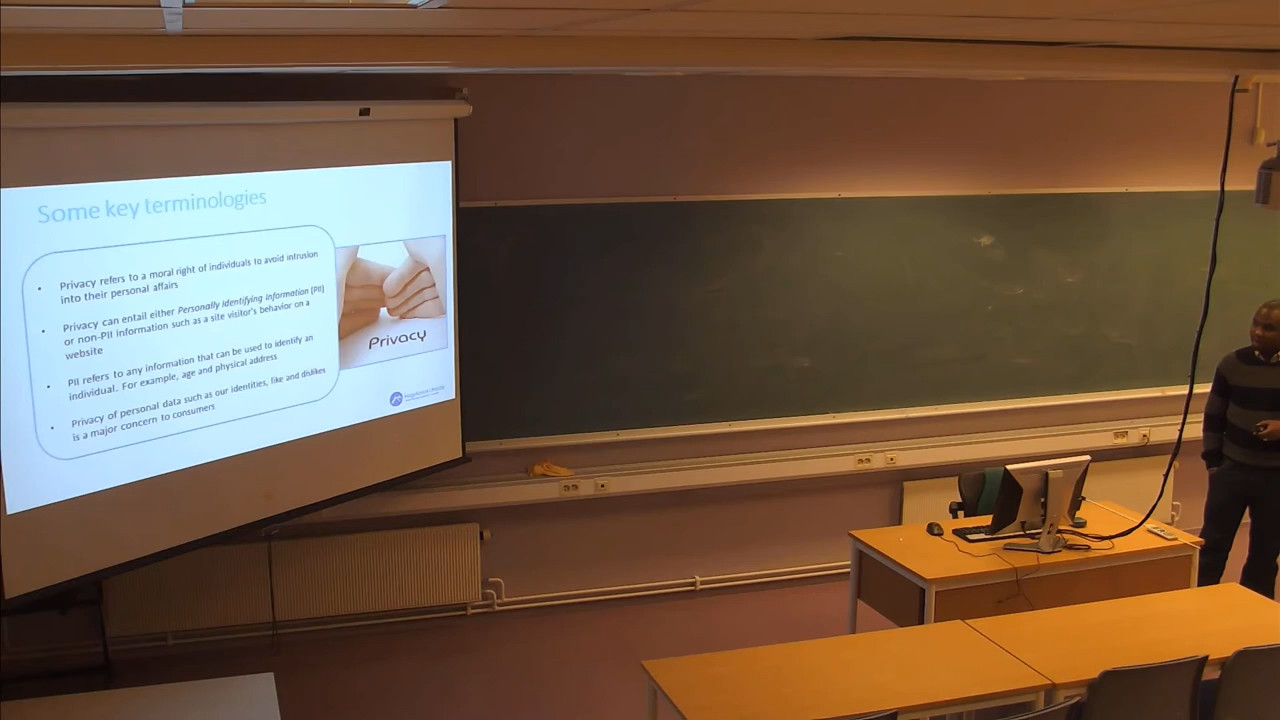 Some key terminologies
• Privacy refers to a moral right of individuals to avoid intrusion
into their personal affairs
• Privacy can entail either Personally Identifying Information (PII)
or non-PII information such as a site visitor's behavior on a
website
• PII refers to any information that can be used to identify an
individual. For example, age and physical address
• Privacy of personal data such as our identities, like and dislikes
is a major concern to consumers
Privacy